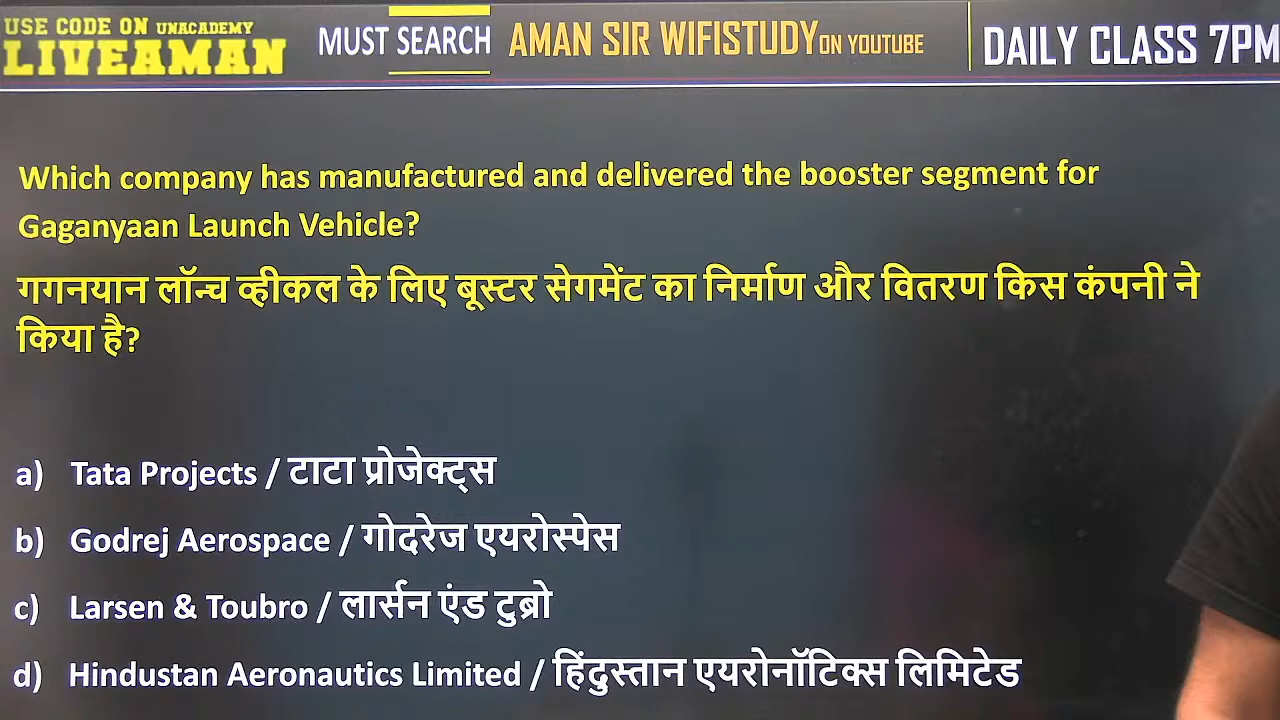 USE CODE ON UNACADEMY
LIVEAMAN
MUST SEARCH AMAN SIR WIFISTUDY ON YOUTUBE
DAILY CLASS 7PM
Which company has manufactured and delivered the booster segment for
Gaganyaan Launch Vehicle?
गगनयान लॉन्च व्हीकल के लिए बूस्टर सेगमेंट का निर्माण और वितरण किस कंपनी ने
किया है?
a) Tata Projects / टाटा प्रोजेक्ट्स
b) Godrej Aerospace / गोदरेज एयरोस्पेस
c) Larsen & Toubro / लार्सन एंड टुब्रो
d) Hindustan Aeronautics Limited / हिंदुस्तान एयरोनॉटिक्स लिमिटेड